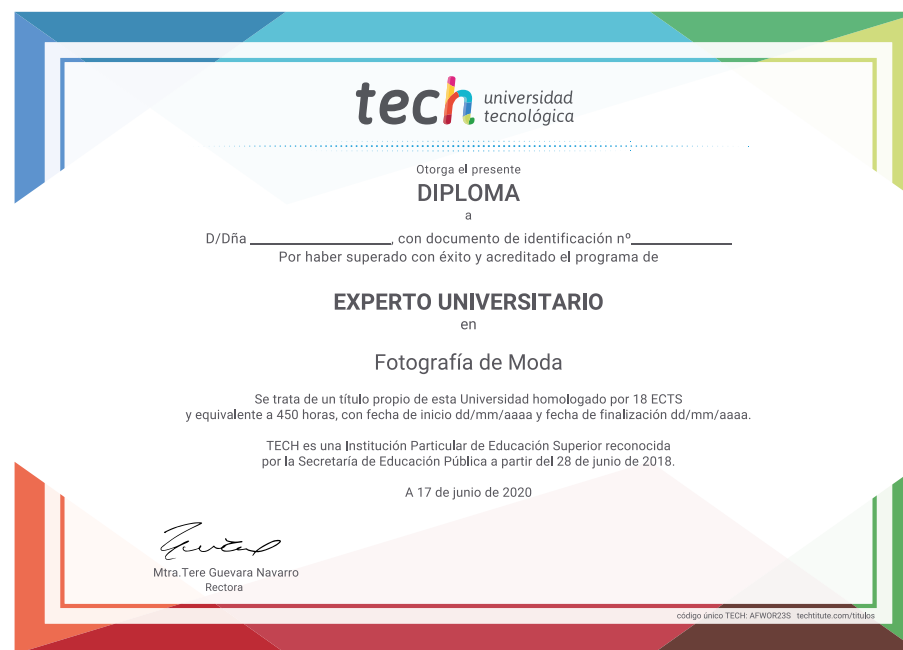 tech universidad
tecnológica
Otorga el presente
DIPLOMA
a
D/Dña ____________________, con documento de identificación nº______________
Por haber superado con éxito y acreditado el programa de
EXPERTO UNIVERSITARIO
en
Fotografía de Moda
Se trata de un título propio de esta Universidad homologado por 18 ECTS
y equivalente a 450 horas, con fecha de inicio dd/mm/aaaa y fecha de finalización dd/mm/aaaa.
TECH es una Institución Particular de Educación Superior reconocida
por la Secretaría de Educación Pública a partir del 28 de junio de 2018.
A 17 de junio de 2020
Mtra.Tere Guevara Navarro
Rectora
código único TECH: AFWOR23S techtitute.com/titulos